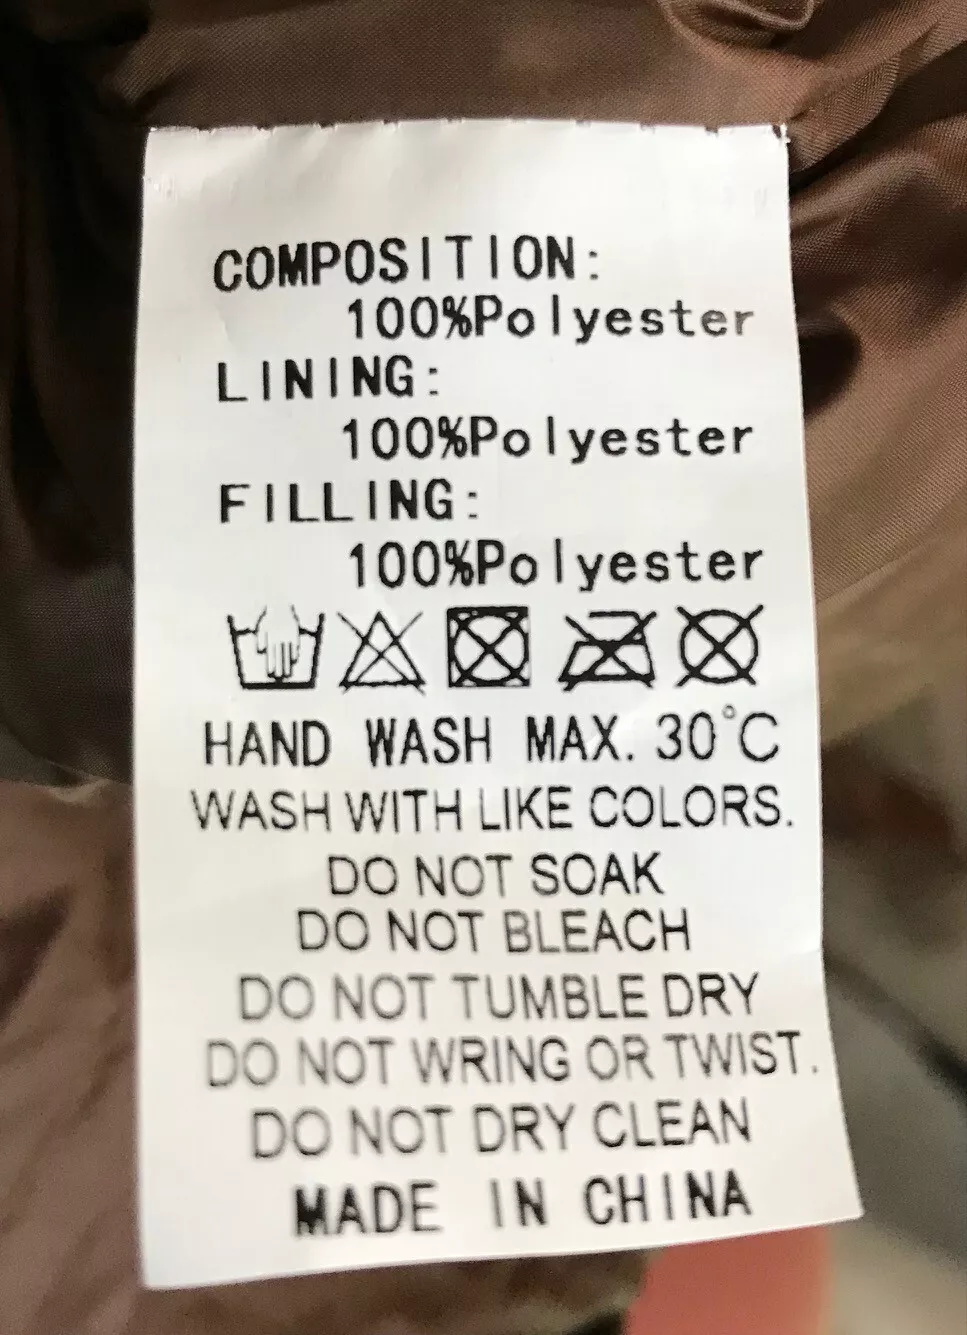 COMPOSITION:
100%Polyester
LINING:
100%Polyester
FILLING:
100%Polyester
HAND WASH MAX. 30°C
WASH WITH LIKE COLORS.
DO NOT SOAK
DO NOT BLEACH
DO NOT TUMBLE DRY
DO NOT WRING OR TWIST.
DO NOT DRY CLEAN
MADE IN CHINA